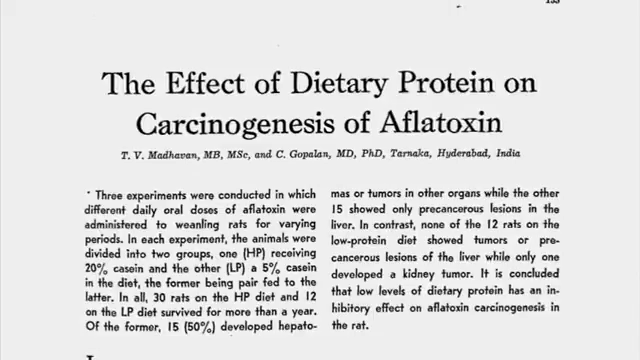 The Effect of Dietary Protein on
Carcinogenesis of Aflatoxin
T. V. Madhavan, MB, MSc, and C. Gopalan, MD, PhD, Tarnaka, Hyderabad, India
· Three experiments were conducted in which
different daily oral doses of aflatoxin were
administered to weanling rats for varying
periods. In each experiment, the animals were
divided into two groups, one (HP) receiving
20% casein and the other (LP) a 5% casein
in the diet, the former being pair fed to the
latter. In all, 30 rats on the HP diet and 12
on the LP diet survived for more than a year.
Of the former, 15 (50%) developed hepato-
mas or tumors in other organs while the other
15 showed only precancerous lesions in the
liver. In contrast, none of the 12 rats on the
low-protein diet showed tumors or pre-
cancerous lesions of the liver while only one
developed a kidney tumor. It is concluded
that low levels of dietary protein has an in-
hibitory effect on aflatoxin carcinogenesis in
the rat.